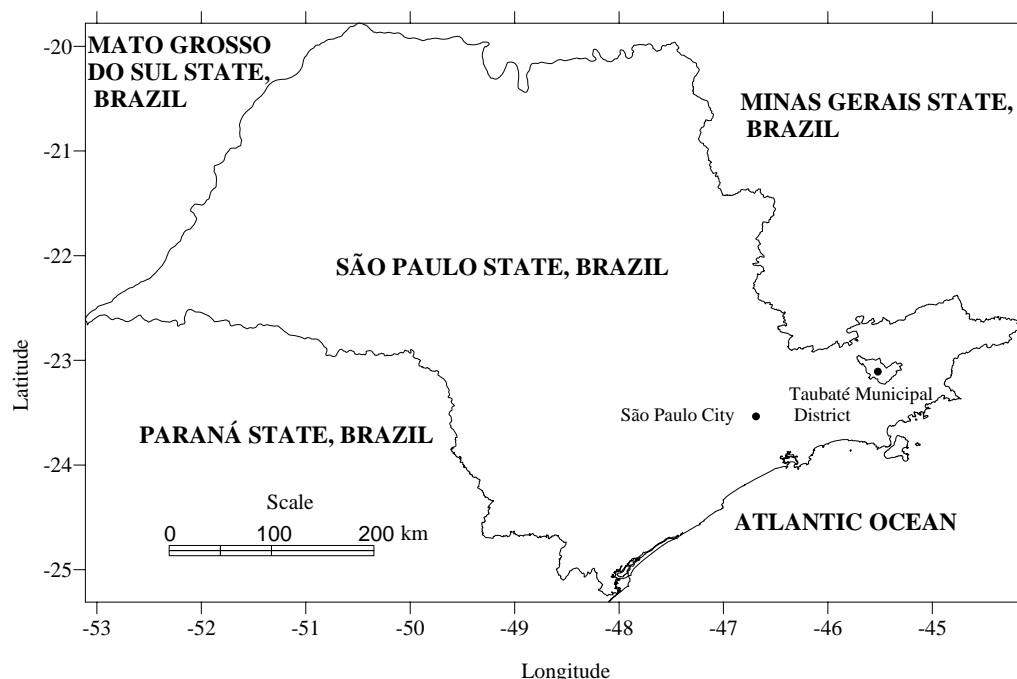 MATO GROSSO
DO SUL STATE,
BRAZIL
MINAS GERAIS STATE,
BRAZIL
SÃO PAULO STATE, BRAZIL
Taubaté Municipal
District
São Paulo City
PARANÁ STATE, BRAZIL
ATLANTIC OCEAN
Scale
0 100 200 km
Latitude
-20
-21
-22
-23
-24
-25
-53 -52 -51 -50 -49 -48 -47 -46 -45
Longitude